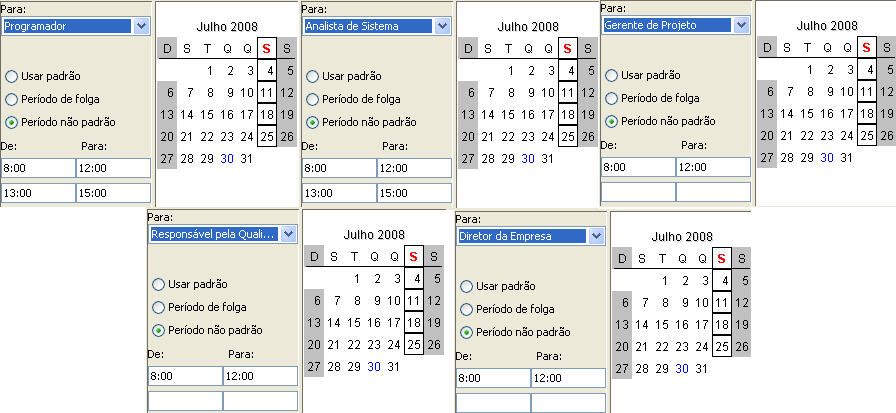 Para:
Programador
Usar padrão
Período de folga
Período não padrão
De: Para:
8:00 12:00
13:00 15:00
Julho 2008
D S T Q Q S S
1 2 3 4 5
6 7 8 9 10 11 12
13 14 15 16 17 18 19
20 21 22 23 24 25 26
27 28 29 30 31
Para:
Analista de Sistema
Usar padrão
Período de folga
Período não padrão
De: Para:
8:00 12:00
13:00 15:00
Julho 2008
D S T Q Q S S
1 2 3 4 5
6 7 8 9 10 11 12
13 14 15 16 17 18 19
20 21 22 23 24 25 26
27 28 29 30 31
Para:
Gerente de Projeto
Usar padrão
Período de folga
Período não padrão
De: Para:
8:00 12:00
Julho 2008
D S T Q Q S S
1 2 3 4 5
6 7 8 9 10 11 12
13 14 15 16 17 18 19
20 21 22 23 24 25 26
27 28 29 30 31
Para:
Responsável pela Quali...
Usar padrão
Período de folga
Período não padrão
De: Para:
8:00 12:00
Julho 2008
D S T Q Q S S
1 2 3 4 5
6 7 8 9 10 11 12
13 14 15 16 17 18 19
20 21 22 23 24 25 26
27 28 29 30 31
Para:
Diretor da Empresa
Usar padrão
Período de folga
Período não padrão
De: Para:
8:00 12:00
Julho 2008
D S T Q Q S S
1 2 3 4 5
6 7 8 9 10 11 12
13 14 15 16 17 18 19
20 21 22 23 24 25 26
27 28 29 30 31